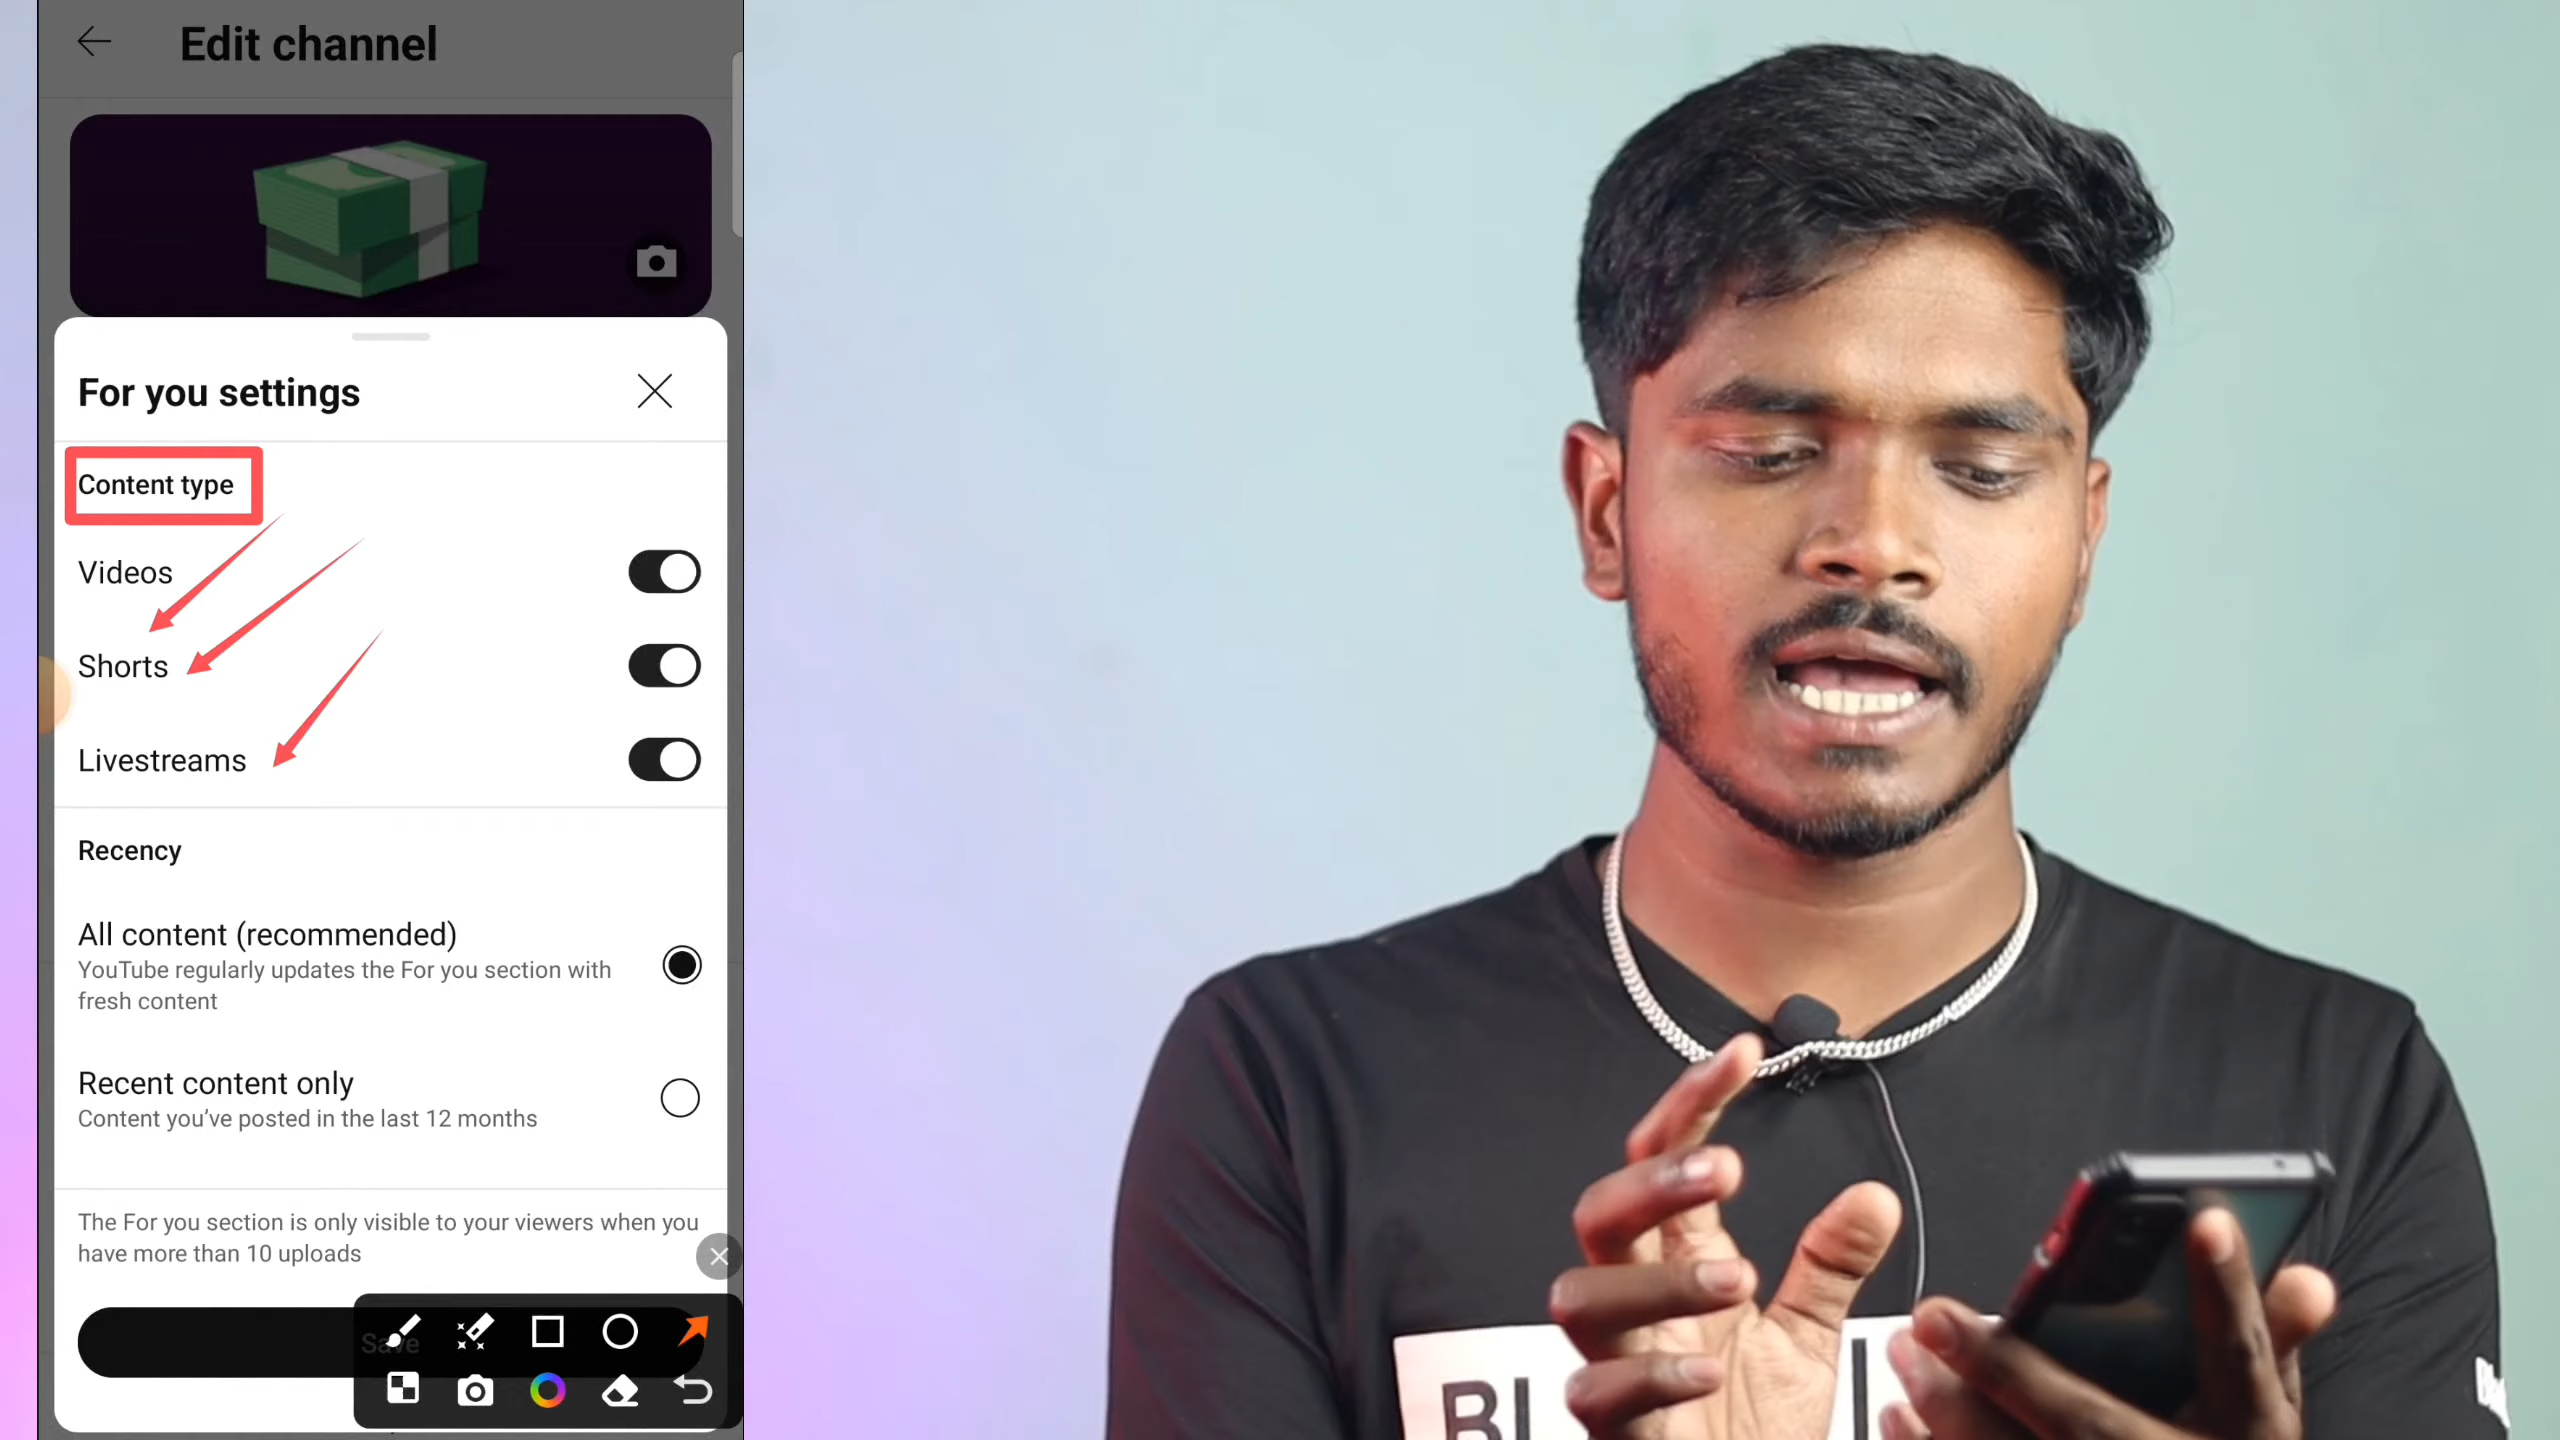 Edit channel
For you settings
Content type
Videos
Shorts
Livestreams
Recency
All content (recommended)
YouTube regularly updates the For you section with
fresh content
Recent content only
Content you’ve posted in the last 12 months
The For you section is only visible to your viewers when you
have more than 10 uploads
Save